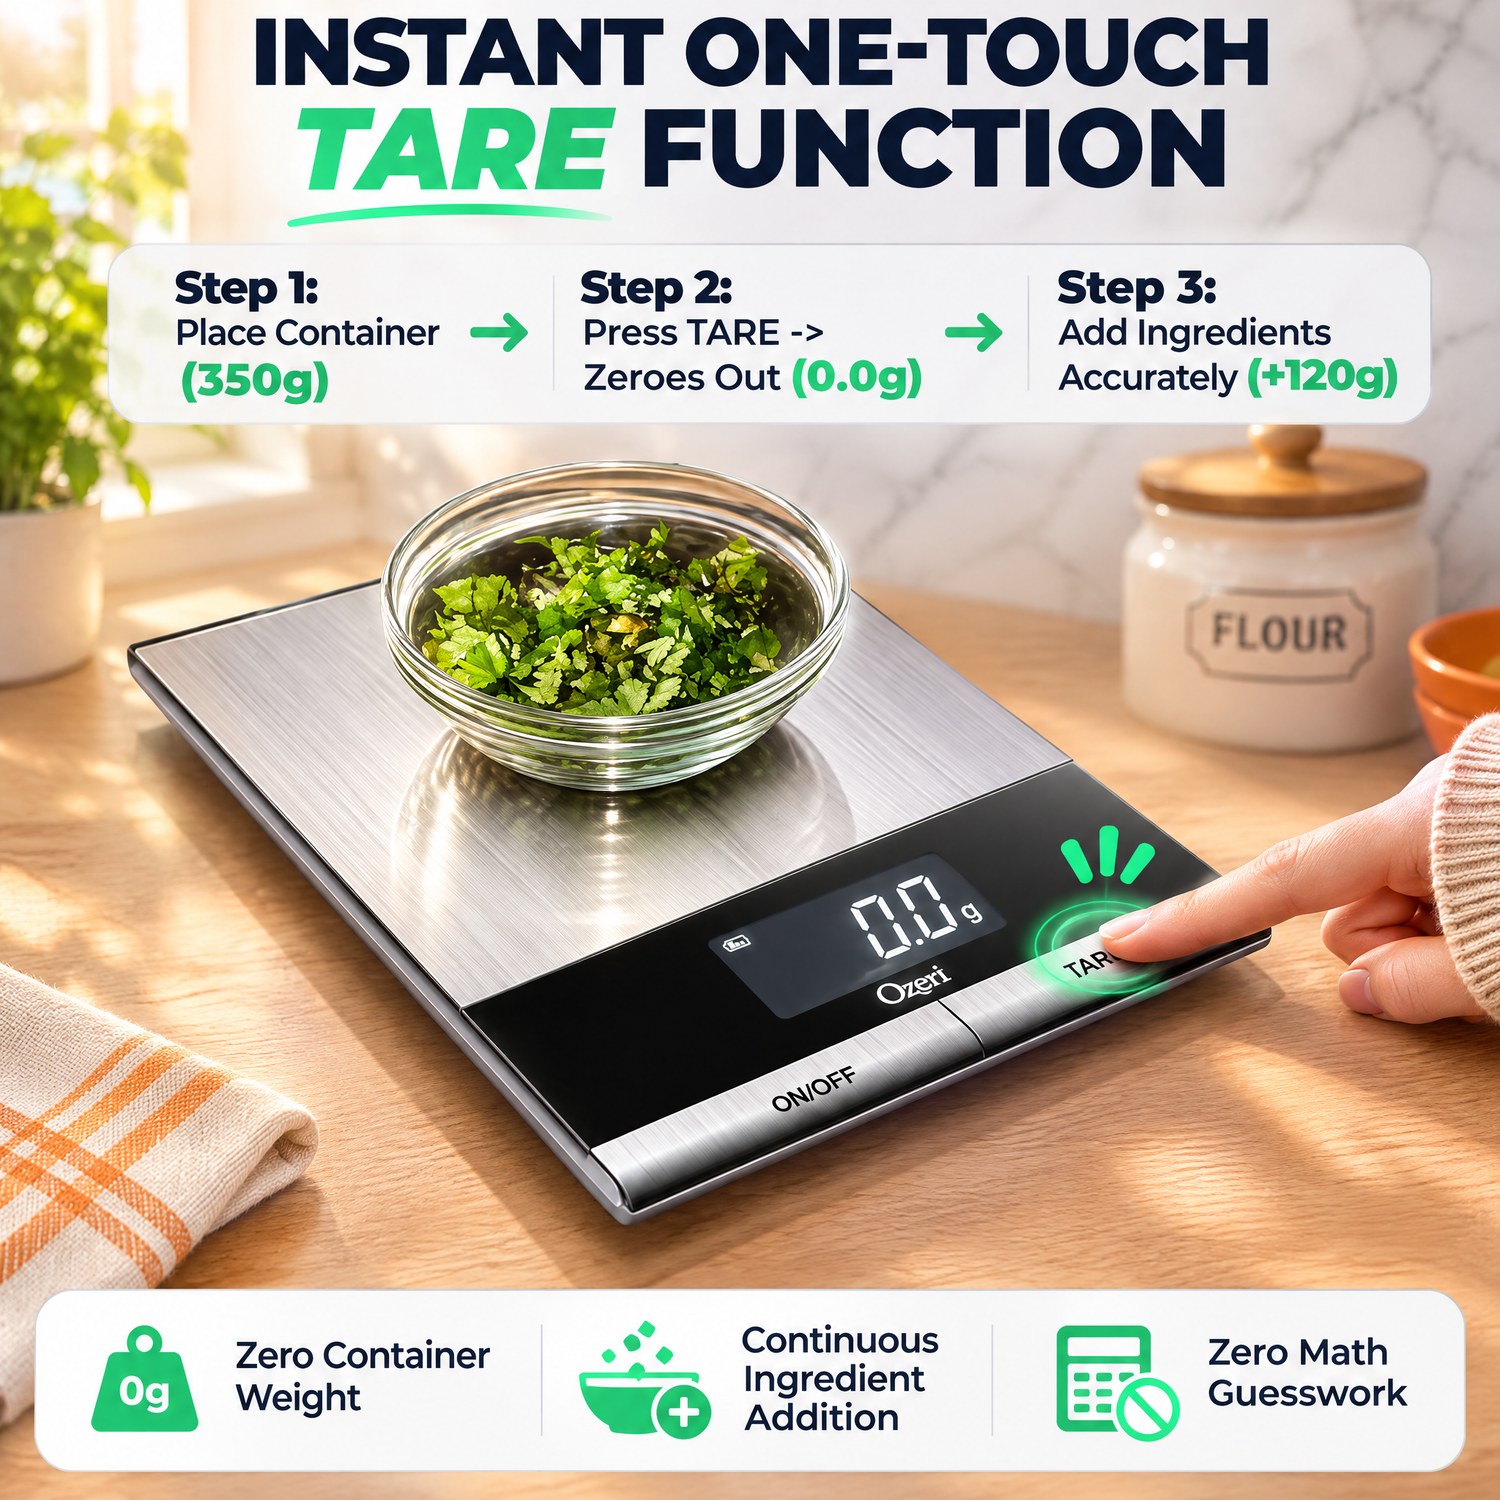 INSTANT ONE-TOUCH
TARE FUNCTION
Step 1:
Place Container
(350g)
Step 2:
Press TARE ->
Zeroes Out (0.0g)
Step 3:
Add Ingredients
Accurately (+120g)
FLOUR
0.0 g
Ozeri
TAR
ON/OFF
0g
Zero Container
Weight
Continuous
Ingredient
Addition
Zero Math
Guesswork